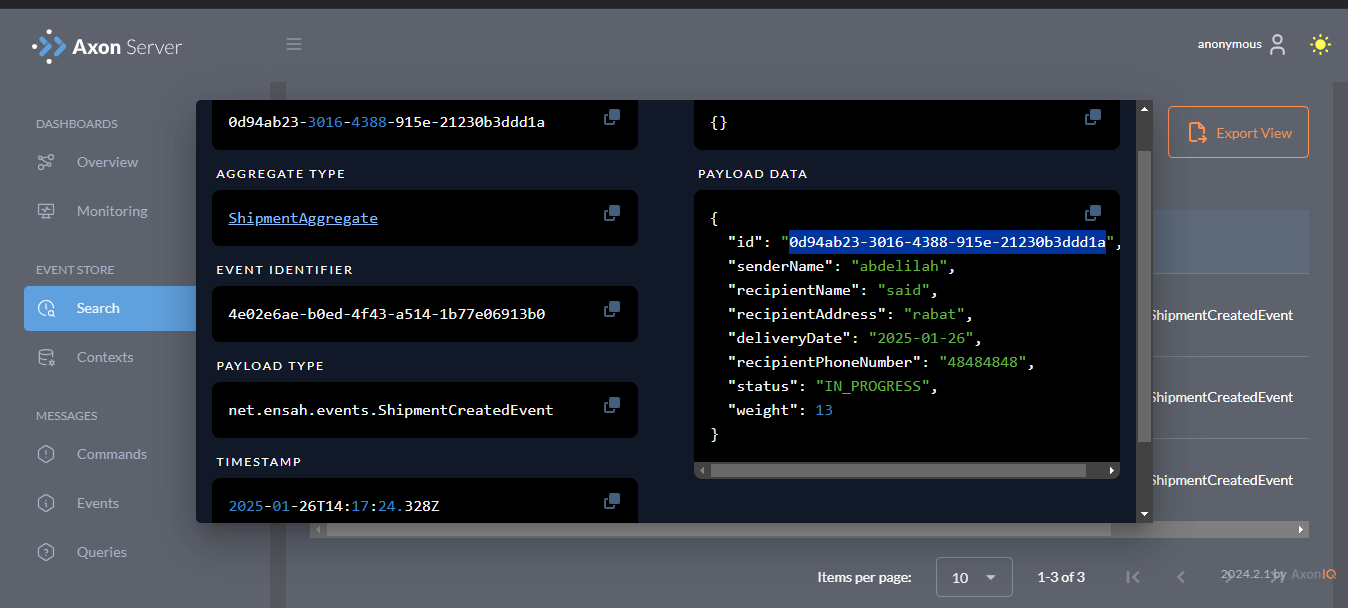 Axon Server
anonymous
DASHBOARDS
Overview
Monitoring
EVENT STORE
Search
Contexts
MESSAGES
Commands
Events
Queries
0d94ab23-3016-4388-915e-21230b3ddd1a
AGGREGATE TYPE
ShipmentAggregate
EVENT IDENTIFIER
4e02e6ae-b0ed-4f43-a514-1b77e06913b0
PAYLOAD TYPE
net.ensah.events.ShipmentCreatedEvent
TIMESTAMP
2025-01-26T14:17:24.328Z
{}
PAYLOAD DATA
{
"id": "0d94ab23-3016-4388-915e-21230b3ddd1a",
"senderName": "abdelilah",
"recipientName": "said",
"recipientAddress": "rabat",
"deliveryDate": "2025-01-26",
"recipientPhoneNumber": "48484848",
"status": "IN_PROGRESS",
"weight": 13
}
Export View
ShipmentCreatedEvent
ShipmentCreatedEvent
ShipmentCreatedEvent
Items per page: 10 1-3 of 3
2024.2.1 by AxonIQ